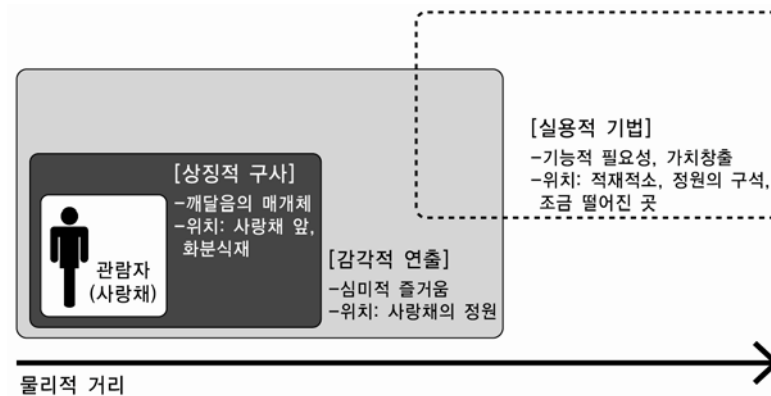 [실용적 기법]
-기능적 필요성, 가치창출
-위치: 적재적소, 정원의 구석,
조금 떨어진 곳
[상징적 구사]
-깨달음의 매개체
-위치: 사랑채 앞,
화분식재
관람자
(사랑채)
[감각적 연출]
-심미적 즐거움
-위치: 사랑채의 정원
물리적 거리